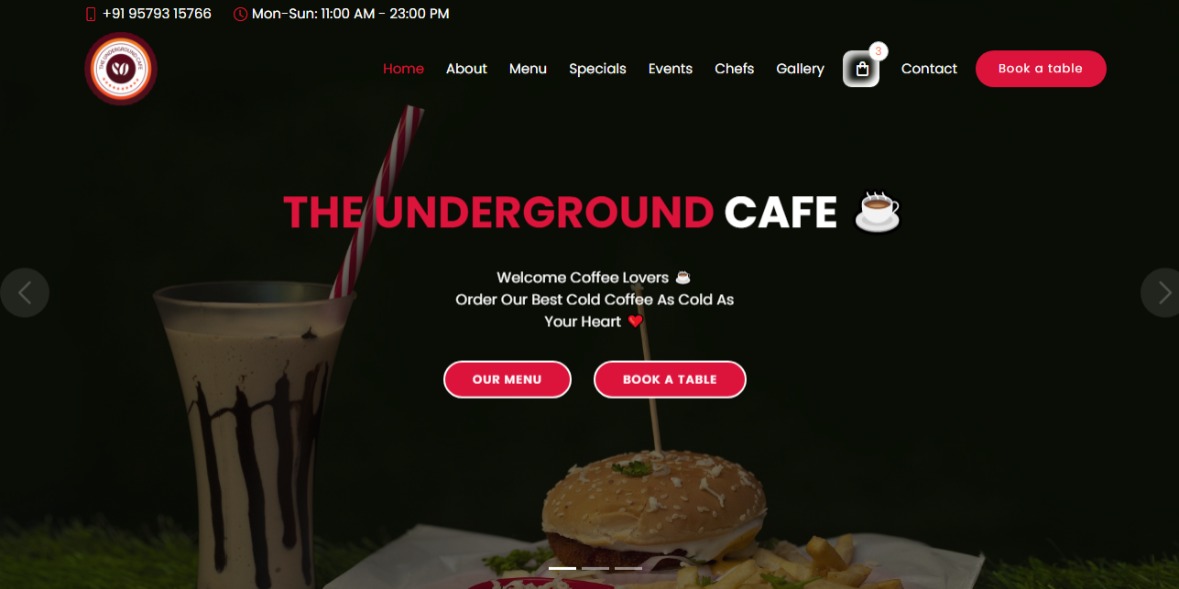 +91 95793 15766 Mon-Sun: 11:00 AM - 23:00 PM
THE UNDERGROUND CAFE
Home About Menu Specials Events Chefs Gallery 3 Contact Book a table
THE UNDERGROUND CAFE ☕
Welcome Coffee Lovers ☕
Order Our Best Cold Coffee As Cold As
Your Heart ❤️
OUR MENU BOOK A TABLE